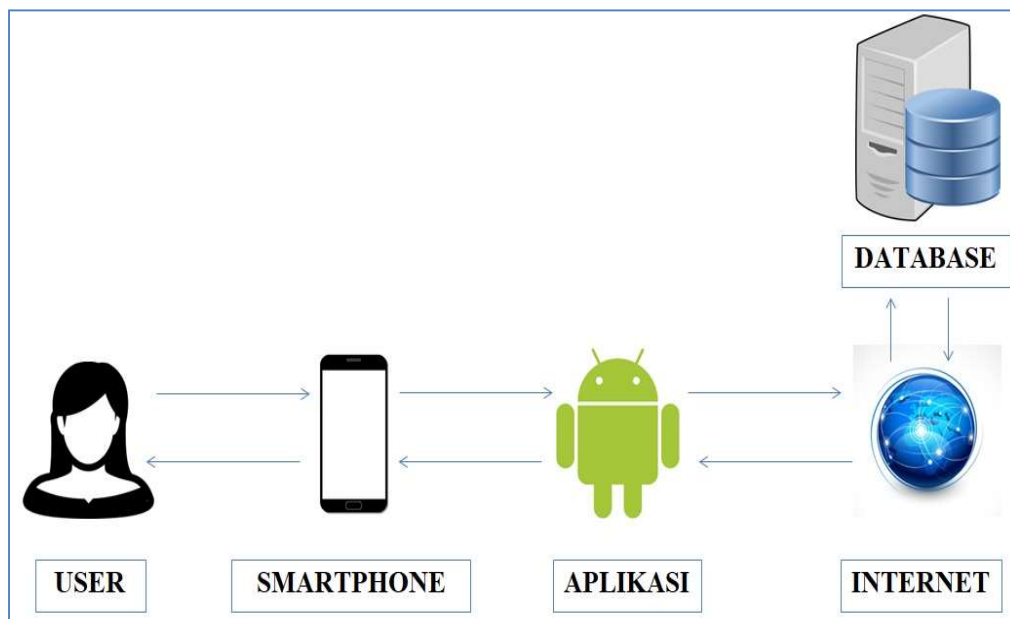 DATABASE
USER
SMARTPHONE
APLIKASI
INTERNET